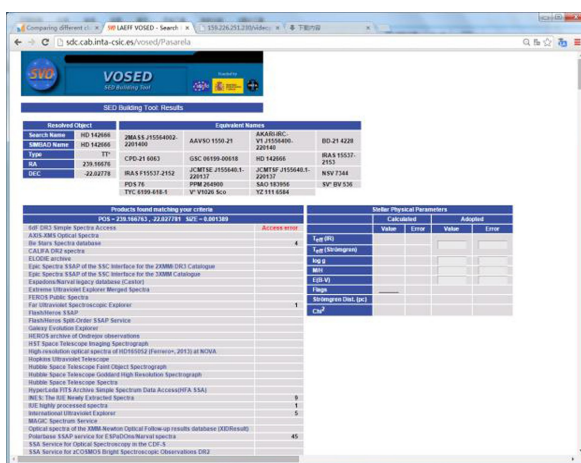 Comparing different st
LAEFF VOSED - Search
159.226.251.230/video
下载内容
sdc.cab.inta-csic.es/vosed/Pasarela
SVO
VOSED
SED Building Tool
SED Building Tool: Results
Resolved Object
Search Name HD 142666
SIMBAD Name HD 142666
Type TT*
RA 239.16676
DEC -22.02778
Equivalent Names
2MASS J15564002-2201400 AAVSO 1550-21 AKARI-IRC-V1 J1556400-220140 BD-21 4228
CPD-21 6063 GSC 06199-00618 HD 142666 IRAS 15537-2153
IRAS F15537-2152 JCMTSE J155640.1-220137 JCMTSF J155640.1-220137 NSV 7344
PDS 76 PPM 264900 SAO 183956 SV* BV 536
TYC 6199-618-1 V* V1026 Sco YZ 111 6584
Products found matching your criteria
POS = 239.166763 , -22.027781 SIZE = 0.001389
6dF DR3 Simple Spectra Access Access error
AXIS-XMS Optical Spectra
Be Stars Spectra database 4
CALIFA DR2 spectra
ELODIE archive
Epic Spectra SSAP of the SSC Interface for the 2XMMi DR3 Catalogue
Epic Spectra SSAP of the SSC Interface for the 3XMM Catalogue
Espadons/Narval legacy database (Castor)
Extreme Ultraviolet Explorer Merged Spectra
FEROS Public Spectra
Far Ultraviolet Spectroscopic Explorer 1
Flash/Heros SSAP
Flash/Heros Split-Order SSAP Service
Galaxy Evolution Explorer
HEROS archive of Ondrejov observations
HST Space Telescope Imaging Spectrograph
High-resolution optical spectra of HD165052 (Ferrero+, 2013) at NOVA
Hopkins Ultraviolet Telescope
Hubble Space Telescope Faint Object Spectrograph
Hubble Space Telescope Goddard High Resolution Spectrograph
Hubble Space Telescope Spectra
HyperLeda FITS Archive Simple Spectrum Data Access(HFA SSA)
INES: The IUE Newly Extracted Spectra 9
IUE highly processed spectra 1
International Ultraviolet Explorer 5
MAGIC Spectrum Service
Optical spectra of the XMM-Newton Optical Follow-up results database (XIDResult)
Polarbase SSAP service for ESPaDOns/Narval spectra 45
SSA Service for Optical Spectroscopy in the CDF-S
SSA Service for zCOSMOS Bright Spectroscopic Observations DR2
Stellar Physical Parameters
Calculated Adopted
Value Error Value Error
Teff (IR)
Teff (Strömgren)
log g
M/H
E(B-V)
Flags
Strömgren Dist. (pc)
Chi2